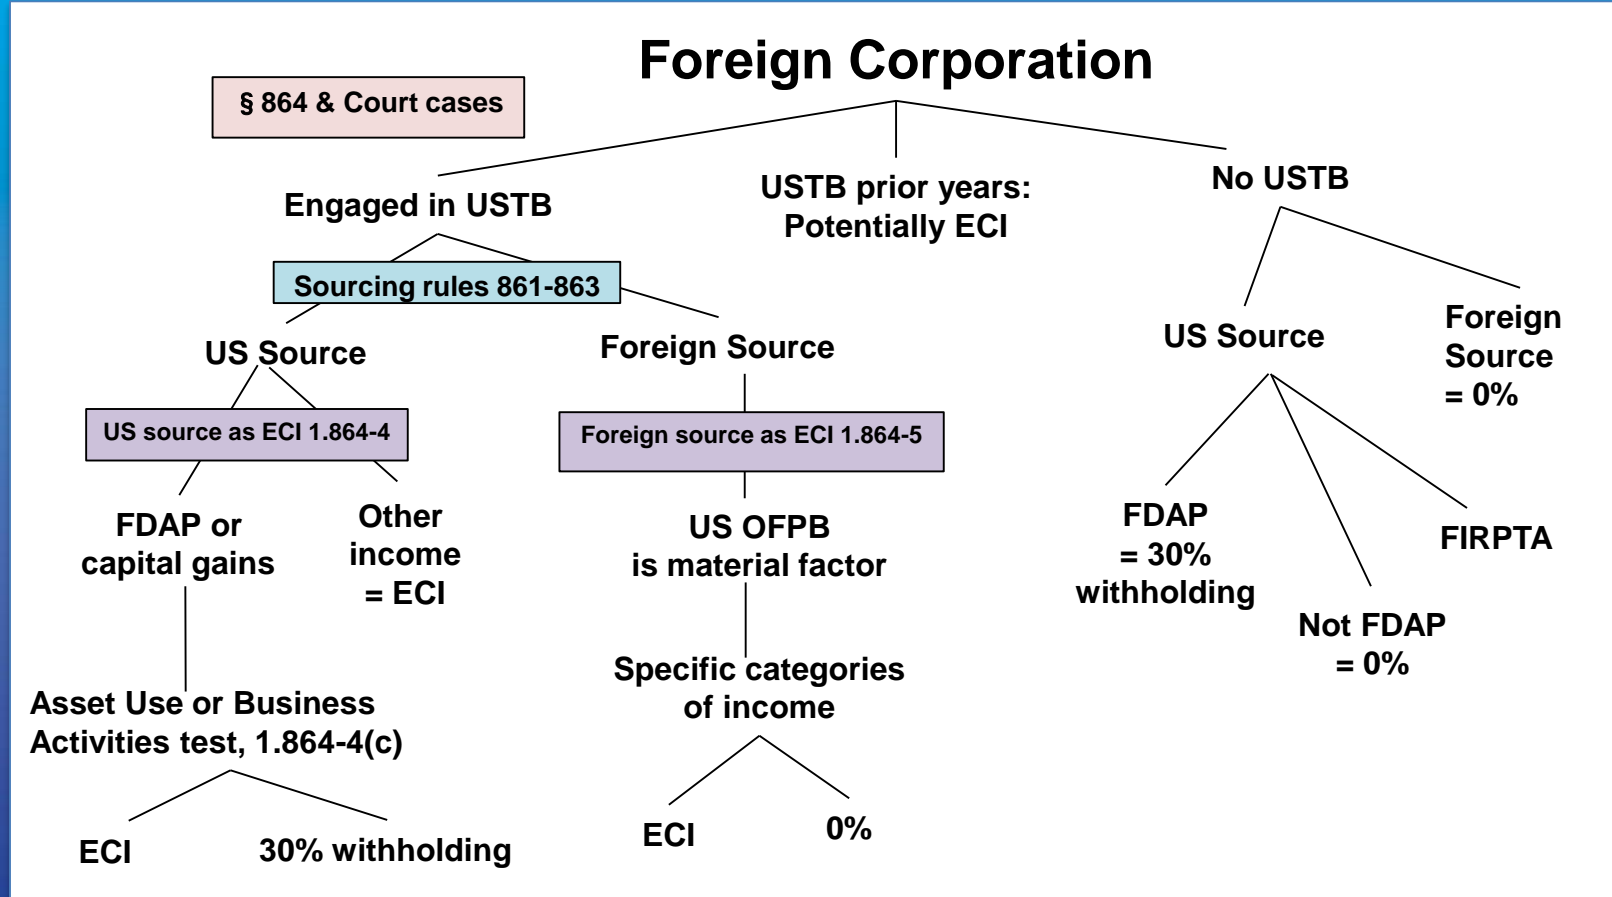 Foreign Corporation
§ 864 & Court cases
Engaged in USTB
USTB prior years:
Potentially ECI
No USTB
Sourcing rules 861-863
US Source
Foreign Source
US Source
Foreign
Source
= 0%
US source as ECI 1.864-4
Foreign source as ECI 1.864-5
FDAP or
capital gains
Other
income
= ECI
US OFPB
is material factor
FDAP
= 30%
withholding
Not FDAP
= 0%
FIRPTA
Asset Use or Business
Activities test, 1.864-4(c)
Specific categories
of income
ECI
30% withholding
ECI
0%